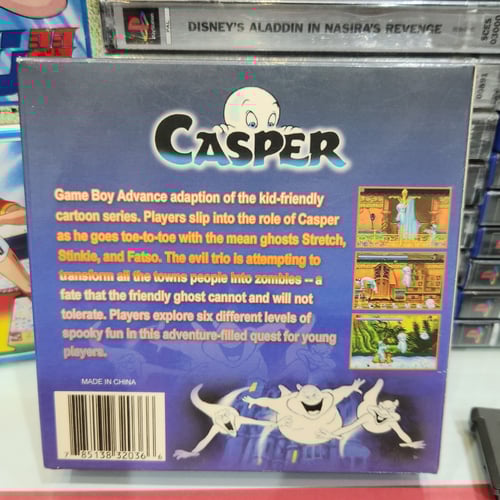 DISNEY'S ALADDIN IN NASIRA'S REVENGE
CASPER
Game Boy Advance adaption of the kid-friendly
cartoon series. Players slip into the role of Casper
as he goes toe-to-toe with the mean ghosts Stretch,
Stinkie, and Fatso. The evil trio is attempting to
transform all the towns people into zombies -- a
fate that the friendly ghost cannot and will not
tolerate. Players explore six different levels of
spooky fun in this adventure-filled quest for young
players.
MADE IN CHINA
7 85138 32036 6